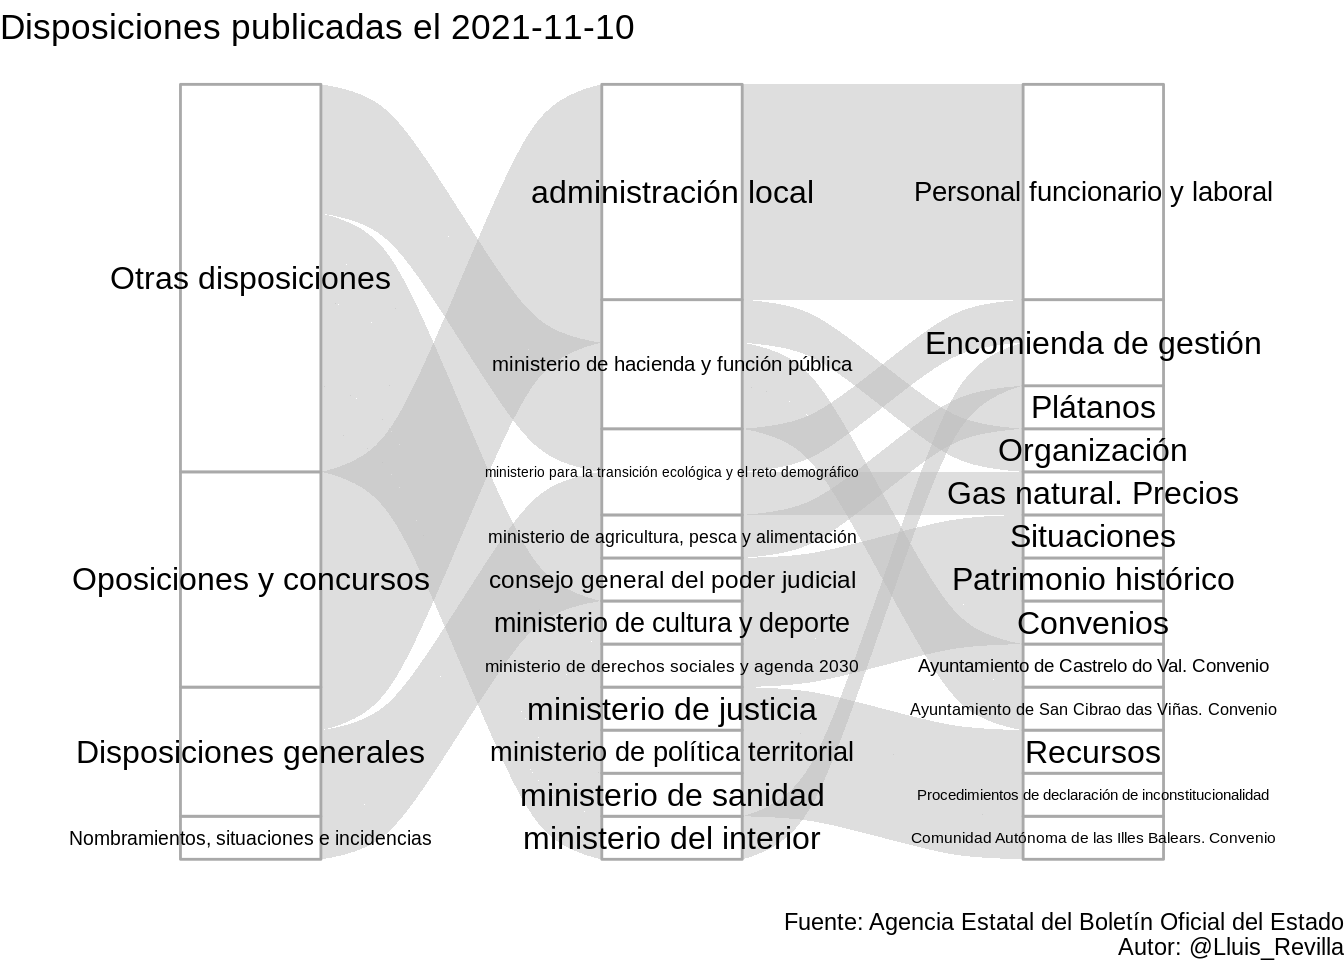 Disposiciones publicadas el 2021-11-10
Otras disposiciones
Oposiciones y concursos
Disposiciones generales
Nombramientos, situaciones e incidencias
administración local
ministerio de hacienda y función pública
ministerio para la transición ecológica y el reto demográfico
ministerio de agricultura, pesca y alimentación
consejo general del poder judicial
ministerio de cultura y deporte
ministerio de derechos sociales y agenda 2030
ministerio de justicia
ministerio de política territorial
ministerio de sanidad
ministerio del interior
Personal funcionario y laboral
Encomienda de gestión
Plátanos
Organización
Gas natural. Precios
Situaciones
Patrimonio histórico
Convenios
Ayuntamiento de Castrelo do Val. Convenio
Ayuntamiento de San Cibrao das Viñas. Convenio
Recursos
Procedimientos de declaración de inconstitucionalidad
Comunidad Autónoma de las Illes Balears. Convenio
Fuente: Agencia Estatal del Boletín Oficial del Estado
Autor: @Lluis_Revilla